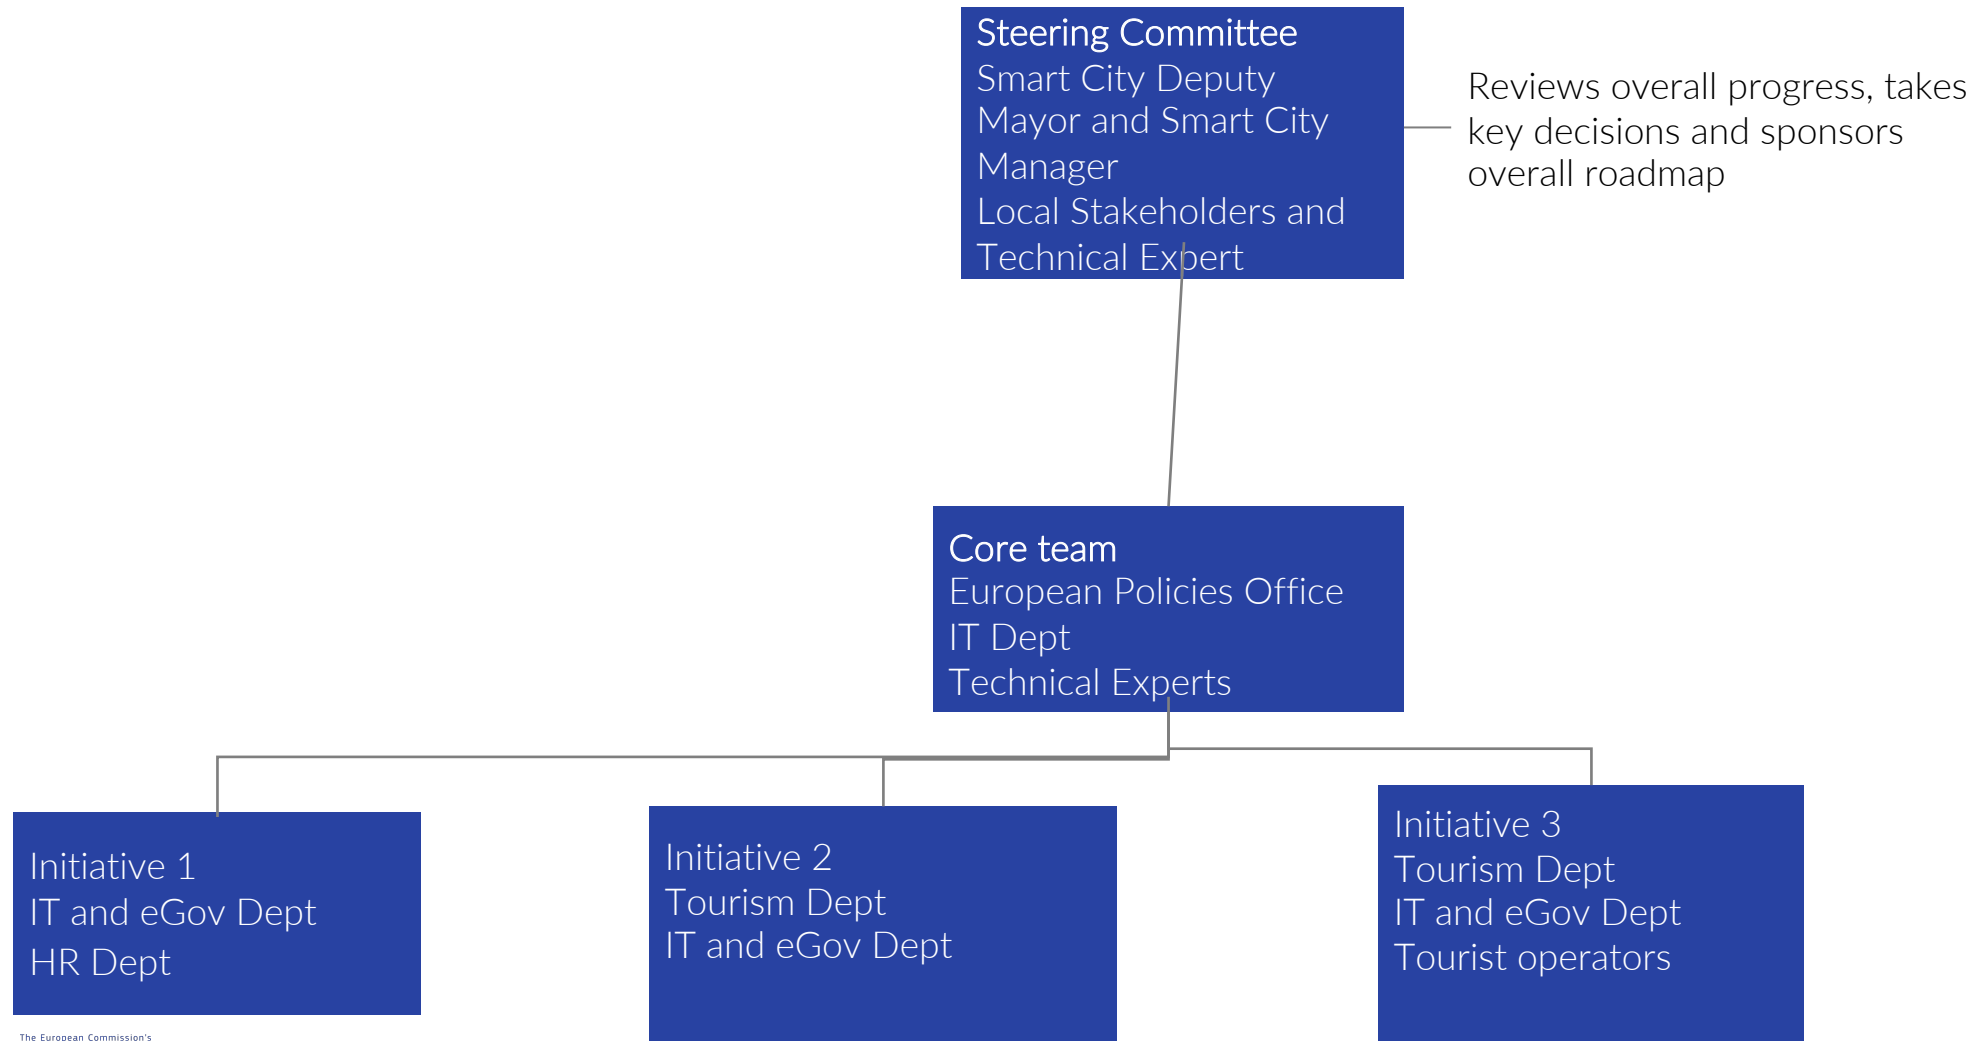 Steering Committee
Smart City Deputy
Mayor and Smart City
Manager
Local Stakeholders and
Technical Expert
Reviews overall progress, takes
key decisions and sponsors
overall roadmap
Core team
European Policies Office
IT Dept
Technical Experts
Initiative 1
IT and eGov Dept
HR Dept
Initiative 2
Tourism Dept
IT and eGov Dept
Initiative 3
Tourism Dept
IT and eGov Dept
Tourist operators
The European Commission's